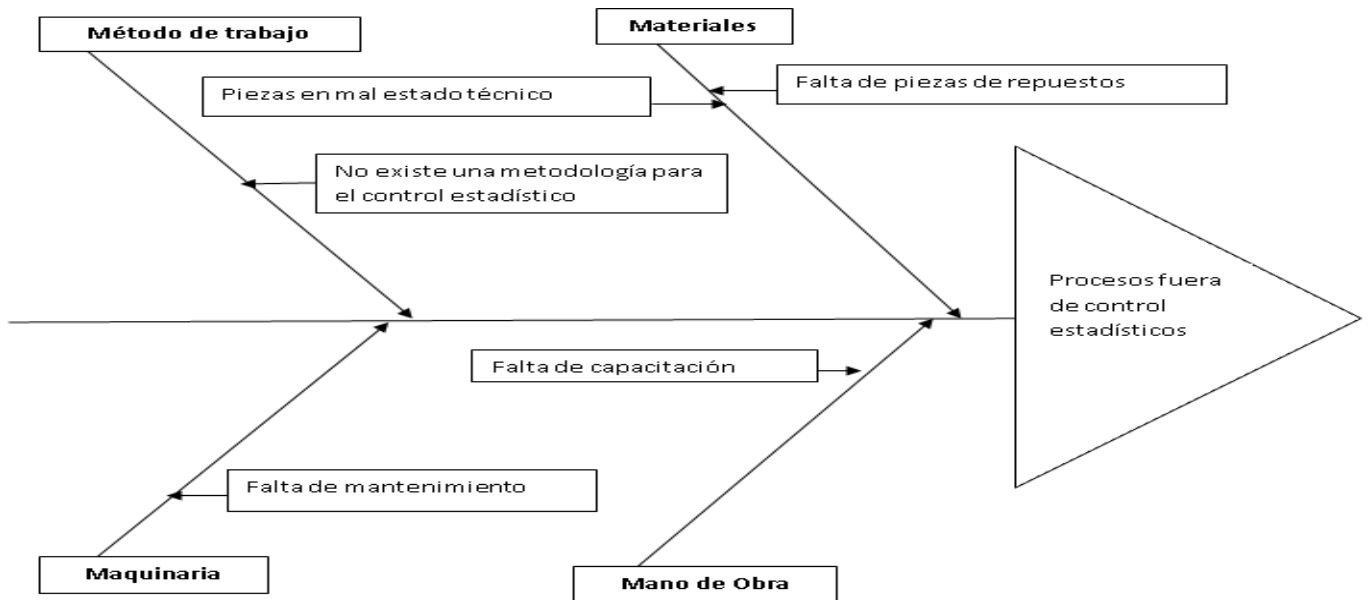 Método de trabajo
Materiales
Piezas en mal estado técnico
Falta de piezas de repuestos
No existe una metodología para
el control estadístico
Procesos fuera
de control
estadísticos
Falta de capacitación
Falta de mantenimiento
Maquinaria
Mano de Obra